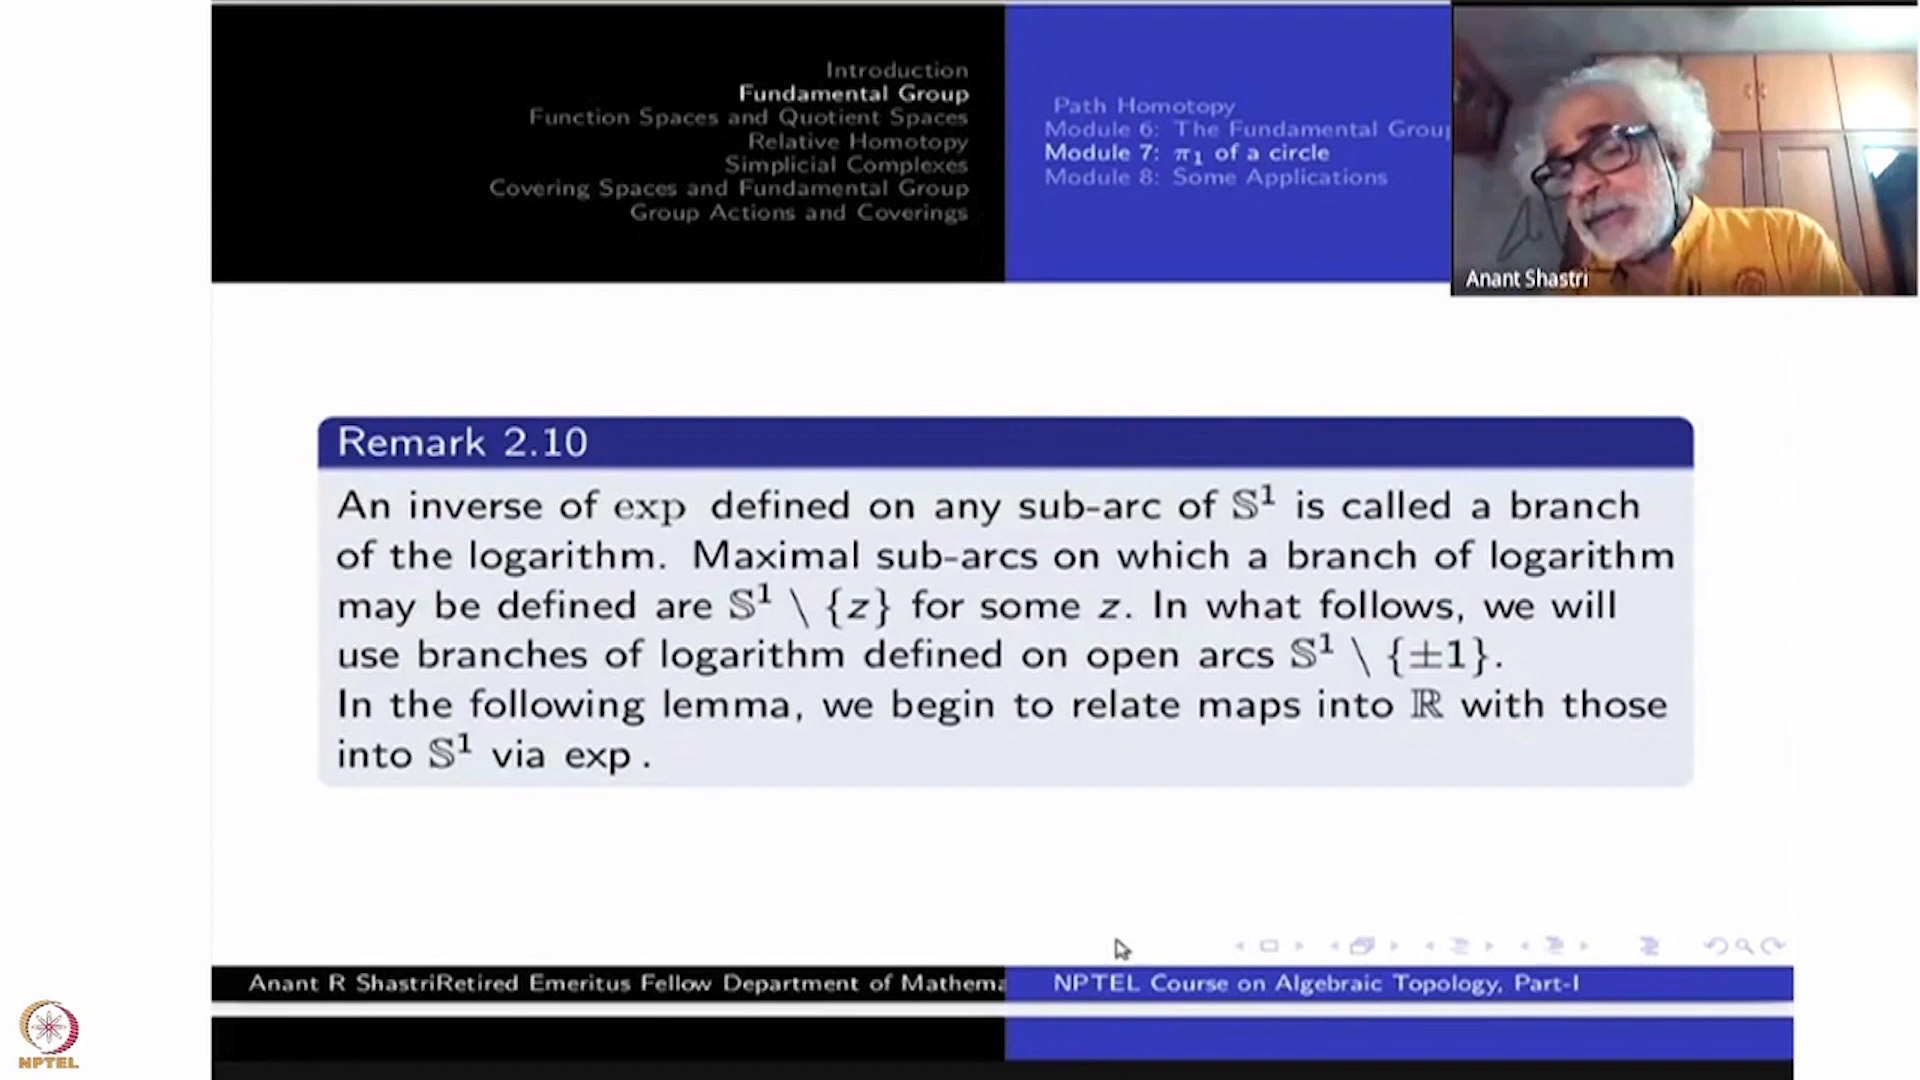 Introduction
Fundamental Group
Function Spaces and Quotient Spaces
Relative Homotopy
Simplicial Complexes
Covering Spaces and Fundamental Group
Group Actions and Coverings
Path Homotopy
Module 6: The Fundamental Group
Module 7: π₁ of a circle
Module 8: Some Applications
Anant Shastri
Remark 2.10
An inverse of exp defined on any sub-arc of 𝕊¹ is called a branch
of the logarithm. Maximal sub-arcs on which a branch of logarithm
may be defined are 𝕊¹ \ {z} for some z. In what follows, we will
use branches of logarithm defined on open arcs 𝕊¹ \ {±1}.
In the following lemma, we begin to relate maps into ℝ with those
into 𝕊¹ via exp .
Anant R ShastriRetired Emeritus Fellow Department of Mathema
NPTEL Course on Algebraic Topology, Part-I
NPTEL